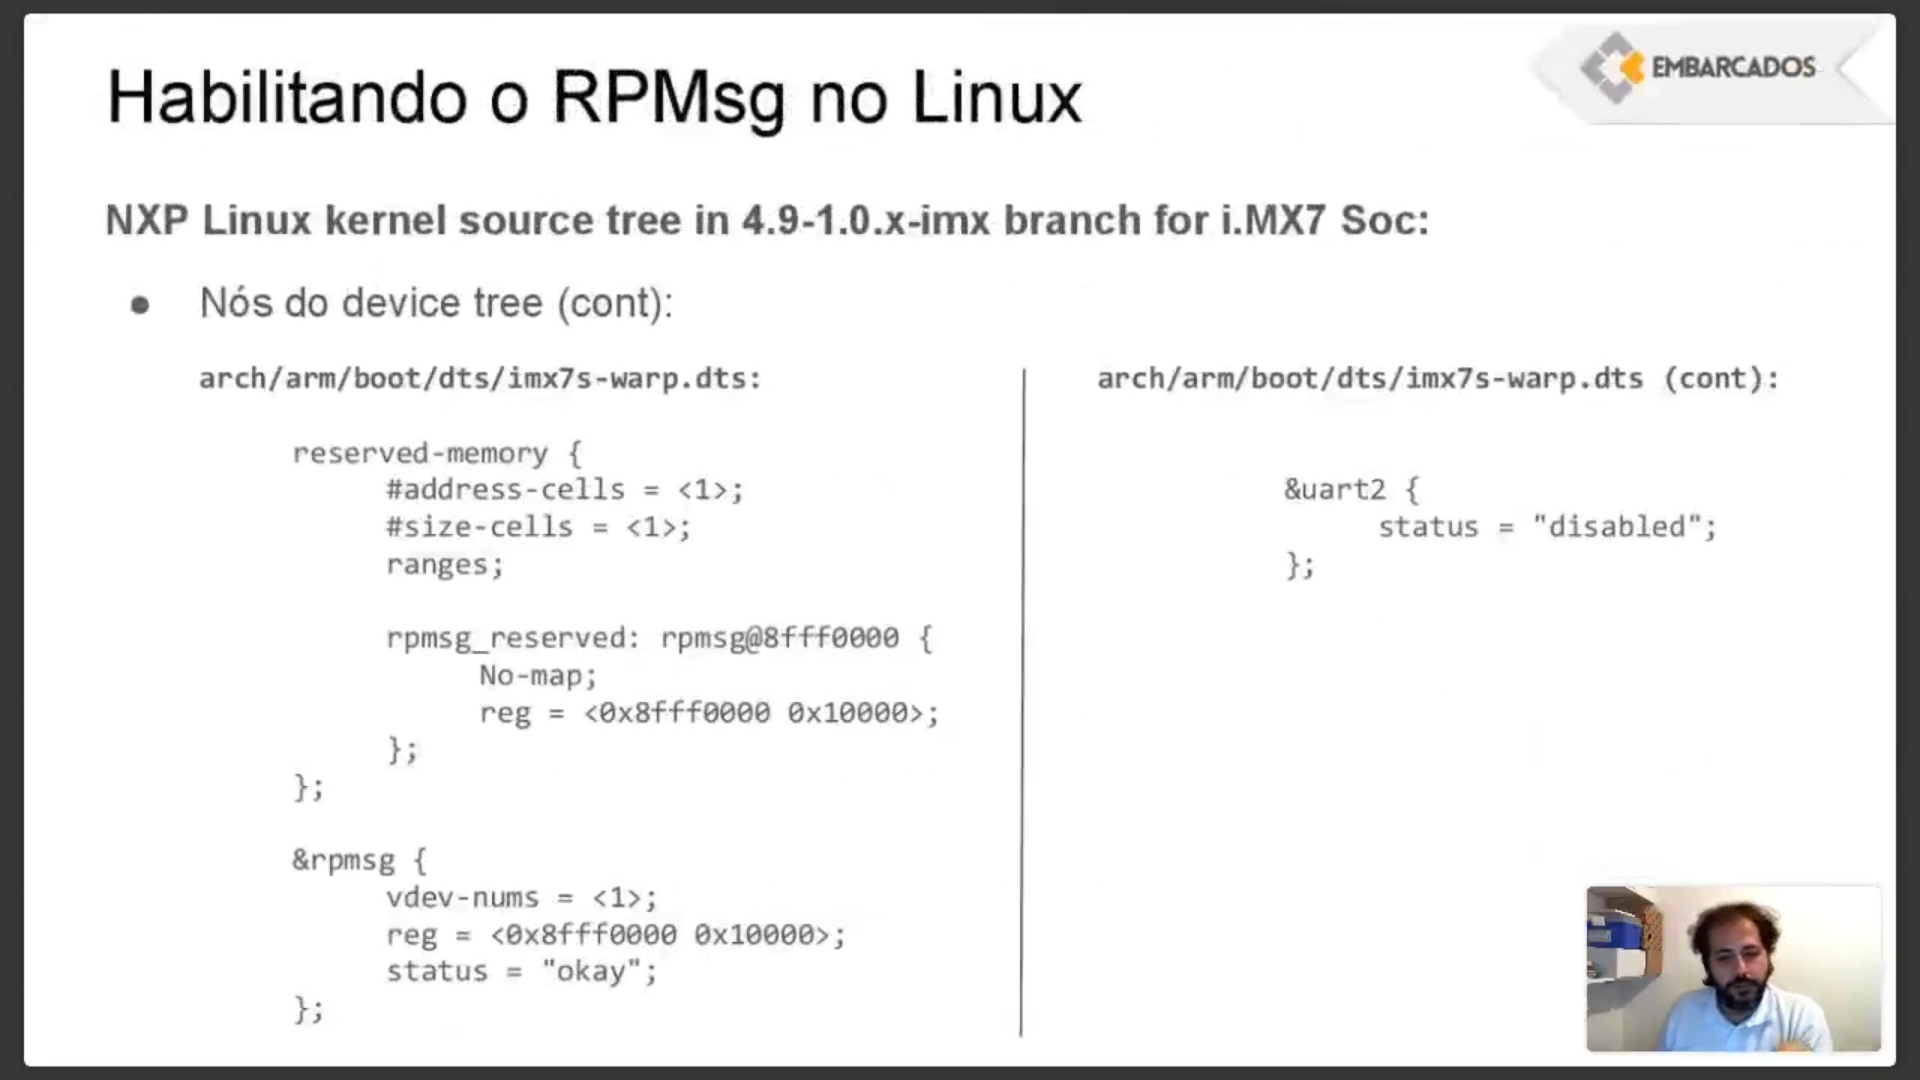 Habilitando o RPMsg no Linux
EMBARCADOS
NXP Linux kernel source tree in 4.9-1.0.x-imx branch for i.MX7 Soc:
● Nós do device tree (cont):
arch/arm/boot/dts/imx7s-warp.dts:
reserved-memory {
#address-cells = <1>;
#size-cells = <1>;
ranges;
rpmsg_reserved: rpmsg@8fff0000 {
No-map;
reg = <0x8fff0000 0x10000>;
};
};
&rpmsg {
vdev-nums = <1>;
reg = <0x8fff0000 0x10000>;
status = "okay";
};
arch/arm/boot/dts/imx7s-warp.dts (cont):
&uart2 {
status = "disabled";
};